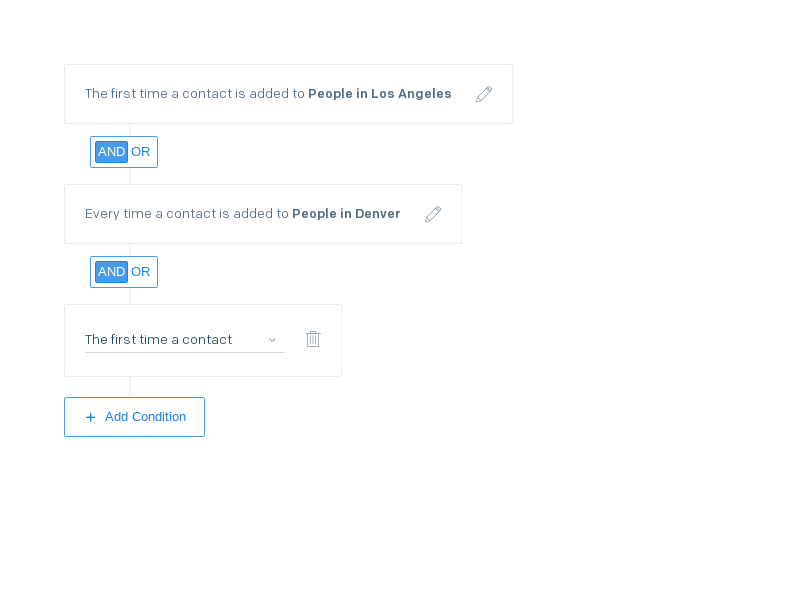 The first time a contact is added to People in Los Angeles
AND OR
Every time a contact is added to People in Denver
AND OR
The first time a contact
+ Add Condition